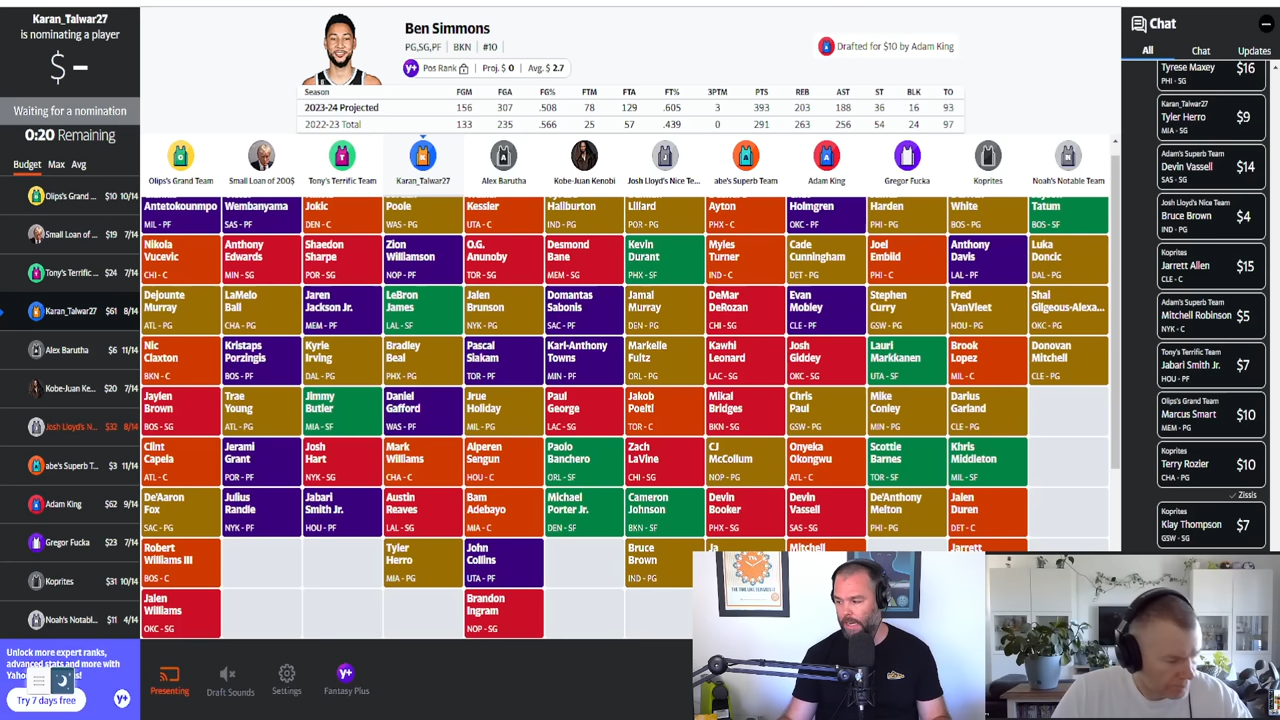 Karan_Talwar27
is nominating a player
$ –
Waiting for a nomination
0:20 Remaining
Budget Max Avg
Olips's Grand ... $10 10/14
Small Loan of ... $19 7/14
Tony's Terrific ... $24 7/14
Karan_Talwar27 $61 8/14
Alex Barutha $6 11/14
Kobe-Juan Ke... $20 7/14
Josh Lloyd's N... $32 8/14
abe's Superb T... $3 11/14
Adam King $62 9/14
Gregor Fucka $23 7/14
Koprites $31 10/14
Noah's Notabl... $11 4/14
Unlock more expert ranks,
advanced stats and more with
Try 7 days free
y+
Ben Simmons
PG,SG,PF BKN #10
y+ Pos Rank Proj. $ 0 Avg. $ 2.7
Drafted for $10 by Adam King
Season FGM FGA FG% FTM FTA FT% 3PTM PTS REB AST ST BLK TO
2023-24 Projected 156 307 .508 78 129 .605 3 393 203 188 36 16 93
2022-23 Total 133 235 .566 25 57 .439 0 291 263 256 54 24 97
Olips's Grand Team Small Loan of 200$ Tony's Terrific Team Karan_Talwar27 Alex Barutha Kobe-Juan Kenobi Josh Lloyd's Nice Te... abe's Superb Team Adam King Gregor Fucka Koprites Noah's Notable Team
Antetokounmpo Wembanyama Jokic Poole Kessler Haliburton Lillard Ayton Holmgren Harden White Tatum
MIL - PF SAS - PF DEN - C WAS - PG UTA - C IND - PG POR - PG PHX - C OKC - PF PHI - PG BOS - PG BOS - SF
Nikola Anthony Shaedon Zion O.G. Desmond Kevin Myles Cade Joel Anthony Luka
Vucevic Edwards Sharpe Williamson Anunoby Bane Durant Turner Cunningham Embiid Davis Doncic
CHI - C MIN - SG POR - SG NOP - PF TOR - SG MEM - SG PHX - SF IND - C DET - PG PHI - C LAL - PF DAL - PG
Dejounte LaMelo Jaren LeBron Jalen Domantas Jamal DeMar Evan Stephen Fred Shai
Murray Ball Jackson Jr. James Brunson Sabonis Murray DeRozan Mobley Curry VanVleet Gilgeous-Alexa...
ATL - PG CHA - PG MEM - PF LAL - SF NYK - PG SAC - PF DEN - PG CHI - SG CLE - PF GSW - PG HOU - PG OKC - PG
Nic Kristaps Kyrie Bradley Pascal Karl-Anthony Markelle Kawhi Josh Lauri Brook Donovan
Claxton Porzingis Irving Beal Siakam Towns Fultz Leonard Giddey Markkanen Lopez Mitchell
BKN - C BOS - PF DAL - PG PHX - PG TOR - PF MIN - PF ORL - PG LAC - SG OKC - SG UTA - SF MIL - C CLE - PG
Jaylen Trae Jimmy Daniel Jrue Paul Jakob Mikal Chris Mike Darius
Brown Young Butler Gafford Holiday George Poeltl Bridges Paul Conley Garland
BOS - SG ATL - PG MIA - SF WAS - PF MIL - PG LAC - SG TOR - C BKN - SG GSW - PG MIN - PG CLE - PG
Clint Jerami Josh Mark Alperen Paolo Zach CJ Onyeka Scottie Khris
Capela Grant Hart Williams Sengun Banchero LaVine McCollum Okongwu Barnes Middleton
ATL - C POR - PF NYK - SG CHA - C HOU - C ORL - SF CHI - SG NOP - PG ATL - C TOR - SF MIL - SF
De'Aaron Julius Jabari Austin Bam Michael Cameron Devin Devin De'Anthony Jalen
Fox Randle Smith Jr. Reaves Adebayo Porter Jr. Johnson Booker Vassell Melton Duren
SAC - PG NYK - PF HOU - PF LAL - SG MIA - C DEN - SF BKN - SF PHX - SG SAS - SG PHI - PG DET - C
Robert Tyler John Bruce Ja Mitchell Jarrett
Williams III Herro Collins Brown
BOS - C MIA - PG UTA - PF IND - PG
Jalen Brandon
Williams Ingram
OKC - SG NOP - SG
Presenting Draft Sounds Settings Fantasy Plus
Chat
All Chat Updates
Tyrese Maxey $16
PHI - SG
Karan_Talwar27
Tyler Herro $9
MIA - SG
Adam's Superb Team
Devin Vassell $14
SAS - SG
Josh Lloyd's Nice Team
Bruce Brown $4
IND - PG
Koprites
Jarrett Allen $15
CLE - C
Adam's Superb Team
Mitchell Robinson $5
NYK - C
Tony's Terrific Team
Jabari Smith Jr. $7
HOU - PF
Olips's Grand Team
Marcus Smart $10
MEM - PG
Koprites
Terry Rozier $10
CHA - PG
Zissis
Koprites
Klay Thompson $7
GSW - SG